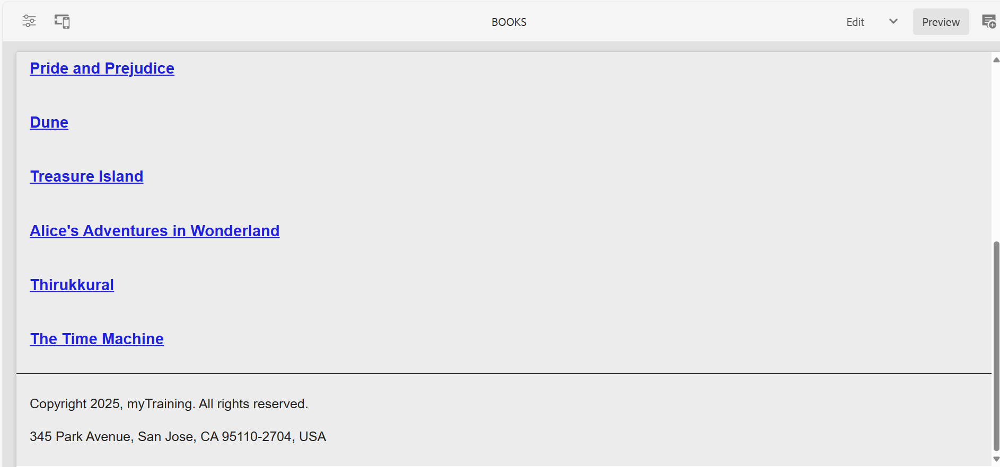 BOOKS
Edit
Preview
Pride and Prejudice
Dune
Treasure Island
Alice's Adventures in Wonderland
Thirukkural
The Time Machine
Copyright 2025, myTraining. All rights reserved.
345 Park Avenue, San Jose, CA 95110-2704, USA